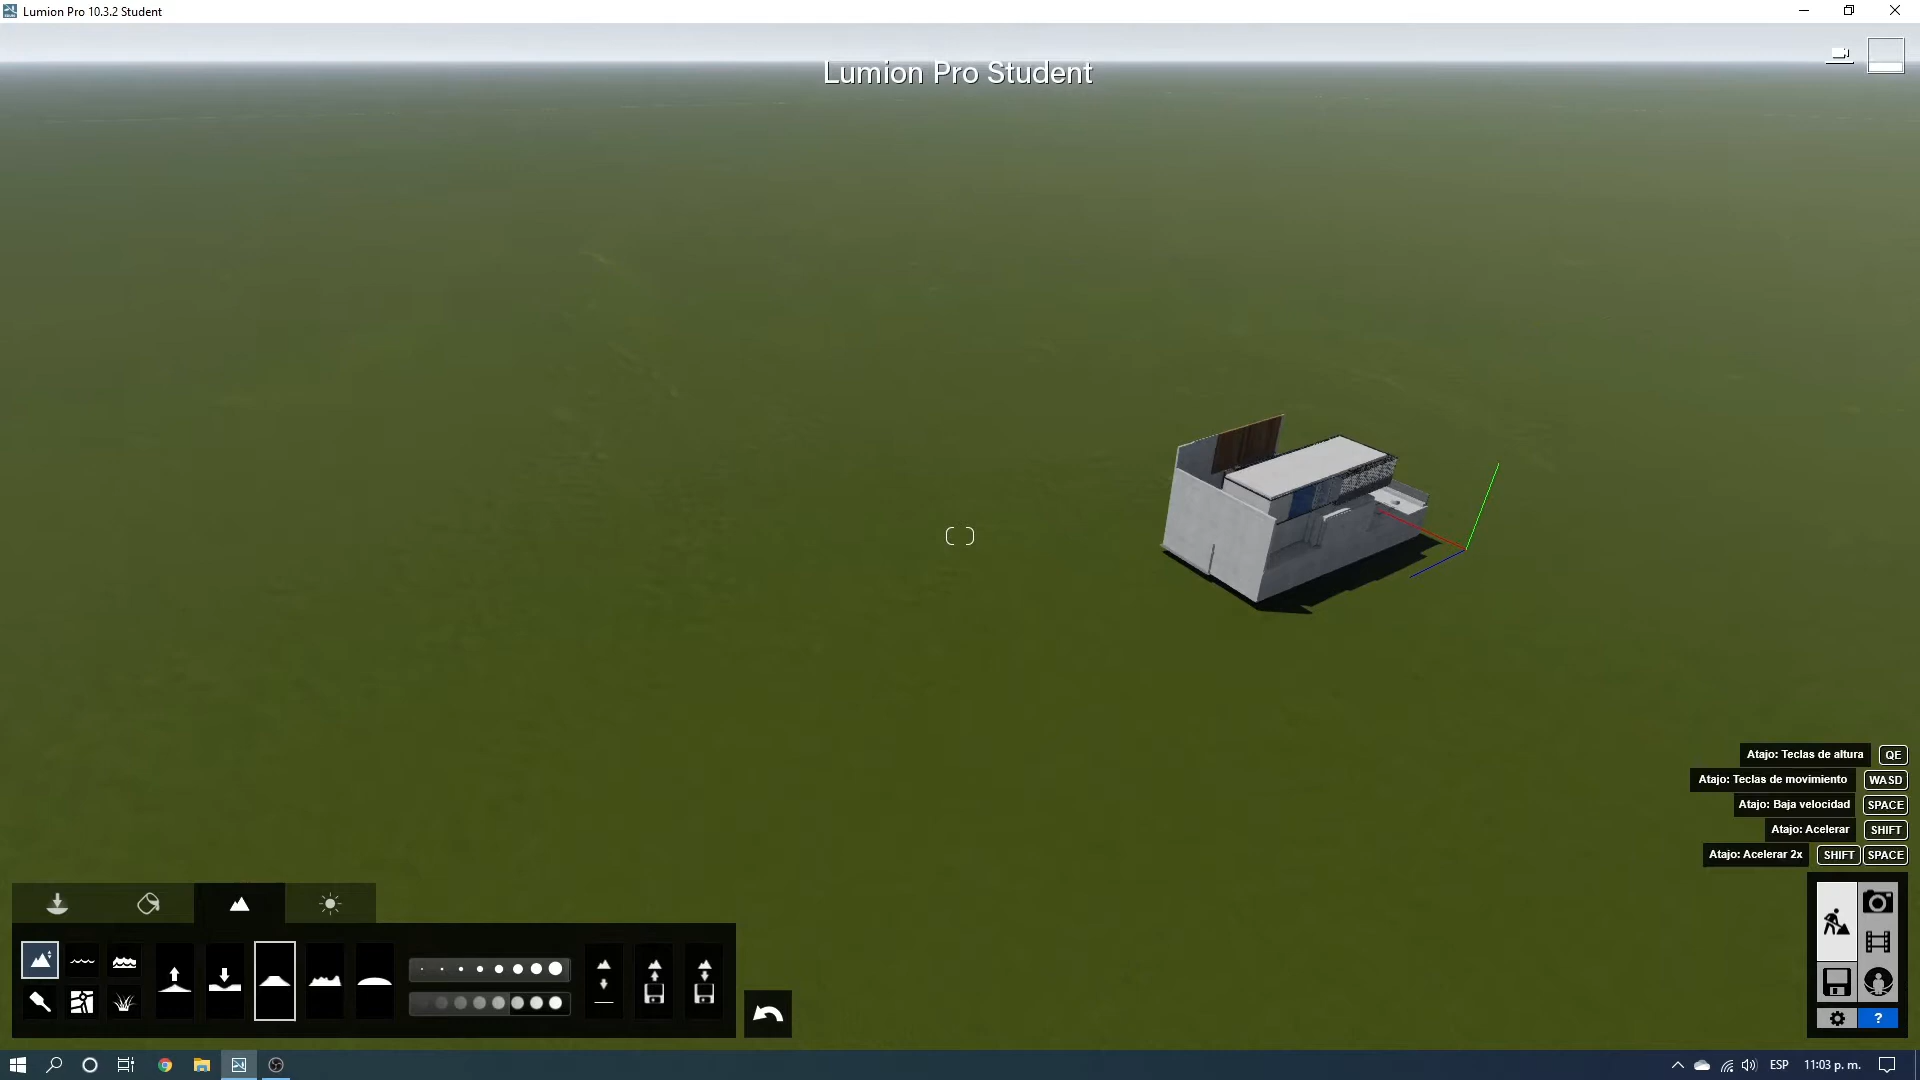 Lumion Pro 10.3.2 Student
Lumion Pro Student
Atajo: Teclas de altura QE
Atajo: Teclas de movimiento WASD
Atajo: Baja velocidad SPACE
Atajo: Acelerar SHIFT
Atajo: Acelerar 2x SHIFT SPACE
?
ESP 11:03 p. m.